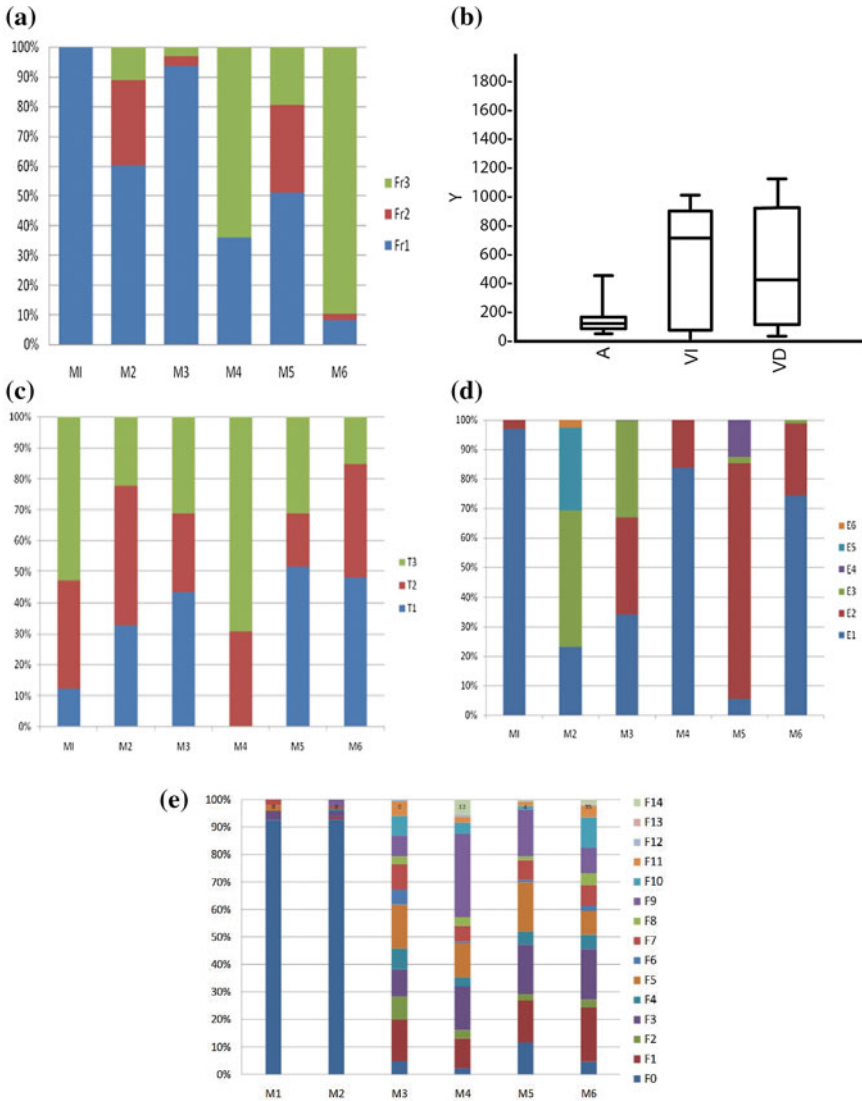 (a)
100%
90%
80%
70%
60%
50%
40%
30%
20%
10%
0%
MI M2 M3 M4 M5 M6
Fr3
Fr2
Fr1
(b)
Y
1800-
1600-
1400-
1200-
1000-
800-
600-
400-
200-
0-
A VI VD
(c)
100%
90%
80%
70%
60%
50%
40%
30%
20%
10%
0%
MI M2 M3 M4 M5 M6
T3
T2
T1
(d)
100%
90%
80%
70%
60%
50%
40%
30%
20%
10%
0%
MI M2 M3 M4 M5 M6
E6
E5
E4
E3
E2
E1
(e)
100%
90%
80%
70%
60%
50%
40%
30%
20%
10%
0%
M1 M2 M3 M4 M5 M6
F14
F13
F12
F11
F10
F9
F8
F7
F6
F5
F4
F3
F2
F1
F0